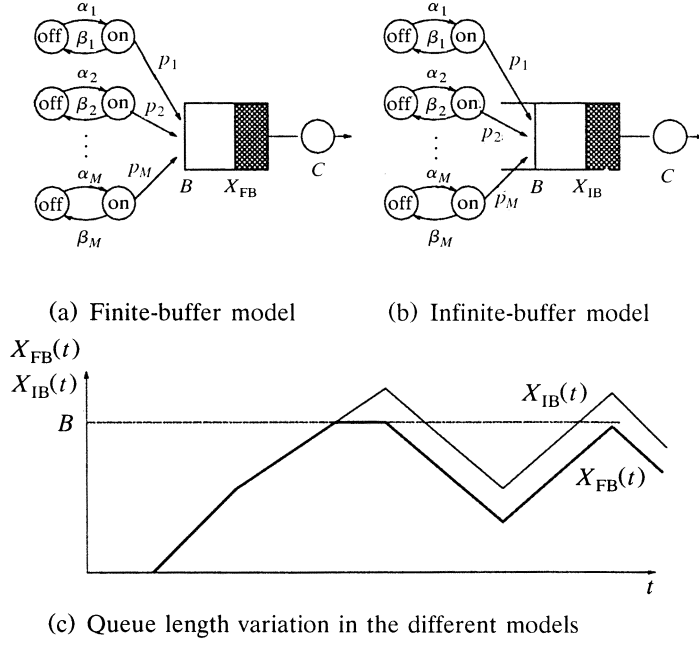 α1 α1
off β1 on off β1 on
p1 p1
α2 α2
off β2 on off β2 on
p2 p2
αM αM
off on off on
pM pM
βM βM
B XFB C B XIB C
(a) Finite-buffer model (b) Infinite-buffer model
XFB(t)
XIB(t)
B
XIB(t)
XFB(t)
t
(c) Queue length variation in the different models